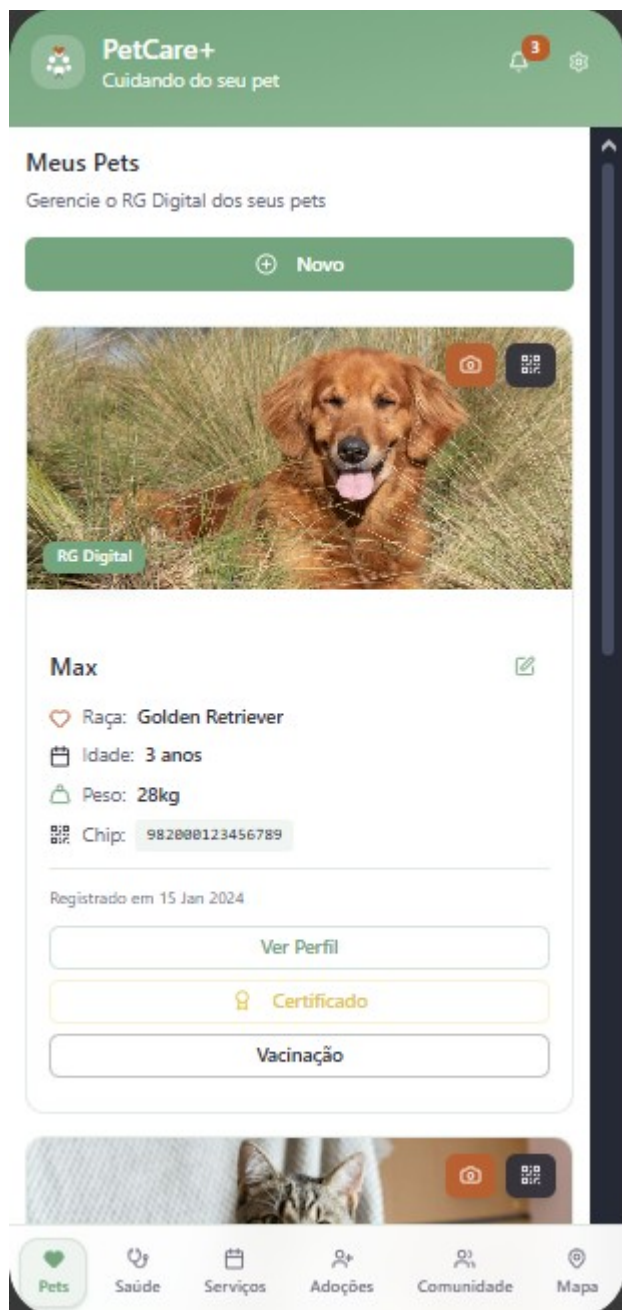 PetCare+
Cuidando do seu pet
3
Meus Pets
Gerencie o RG Digital dos seus pets
Novo
RG Digital
Max
Raça: Golden Retriever
Idade: 3 anos
Peso: 28kg
Chip: 982000123456789
Registrado em 15 Jan 2024
Ver Perfil
Certificado
Vacinação
Pets Saúde Serviços Adoções Comunidade Mapa